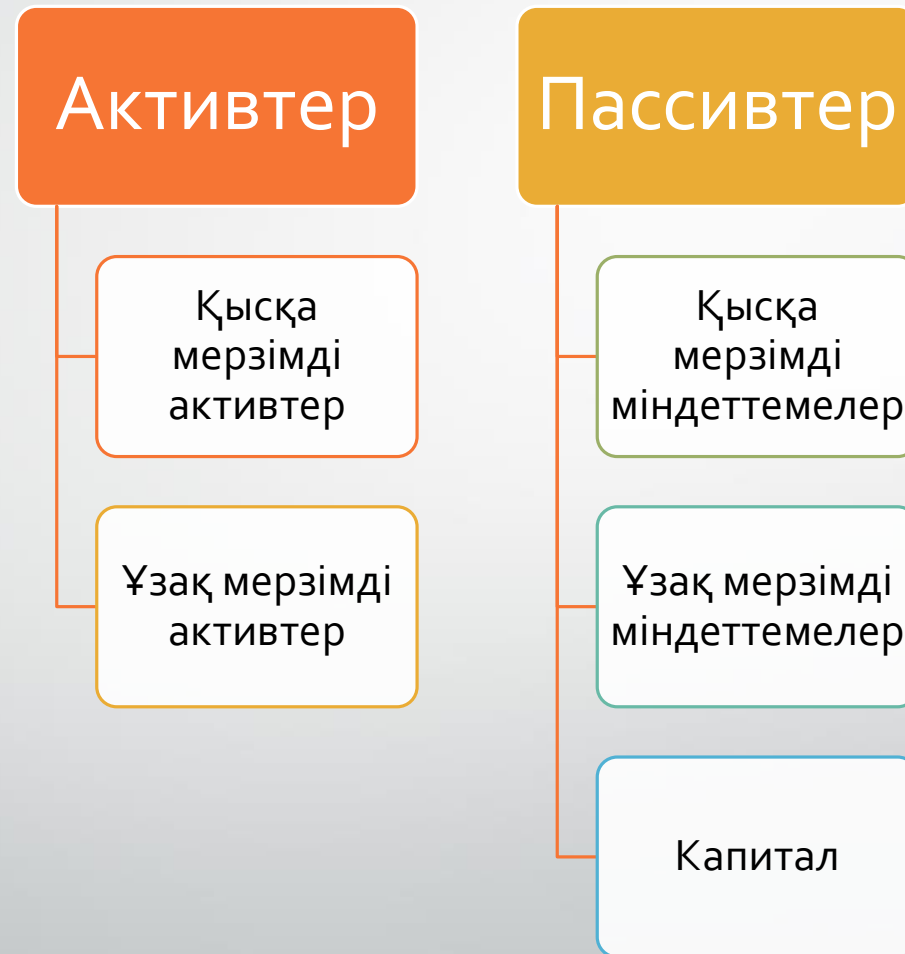 Активтер
Қысқа
мерзімді
активтер
Ұзақ мерзімді
активтер
Пассивтер
Қысқа
мерзімді
міндеттемелер
Ұзақ мерзімді
міндеттемелер
Капитал